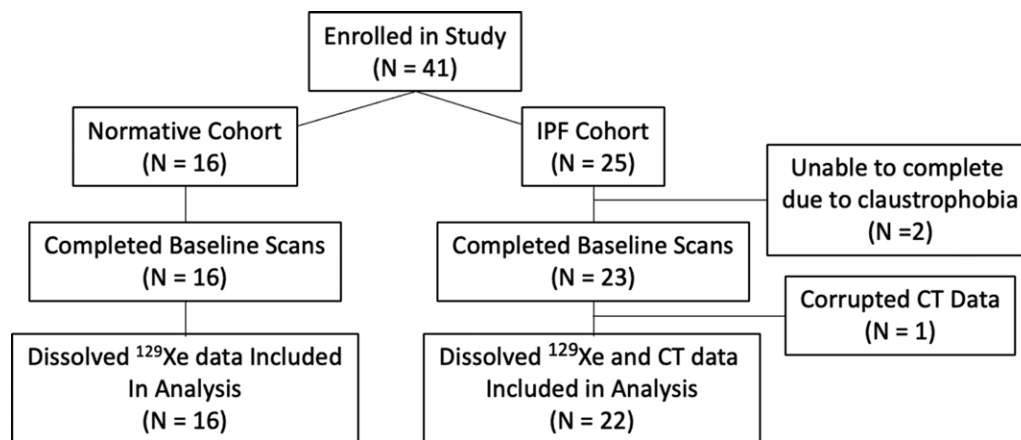 Enrolled in Study
(N = 41)
Normative Cohort
(N = 16)
IPF Cohort
(N = 25)
Unable to complete
due to claustrophobia
(N =2)
Completed Baseline Scans
(N = 16)
Completed Baseline Scans
(N = 23)
Corrupted CT Data
(N = 1)
Dissolved ¹²⁹Xe data Included
In Analysis
(N = 16)
Dissolved ¹²⁹Xe and CT data
Included in Analysis
(N = 22)